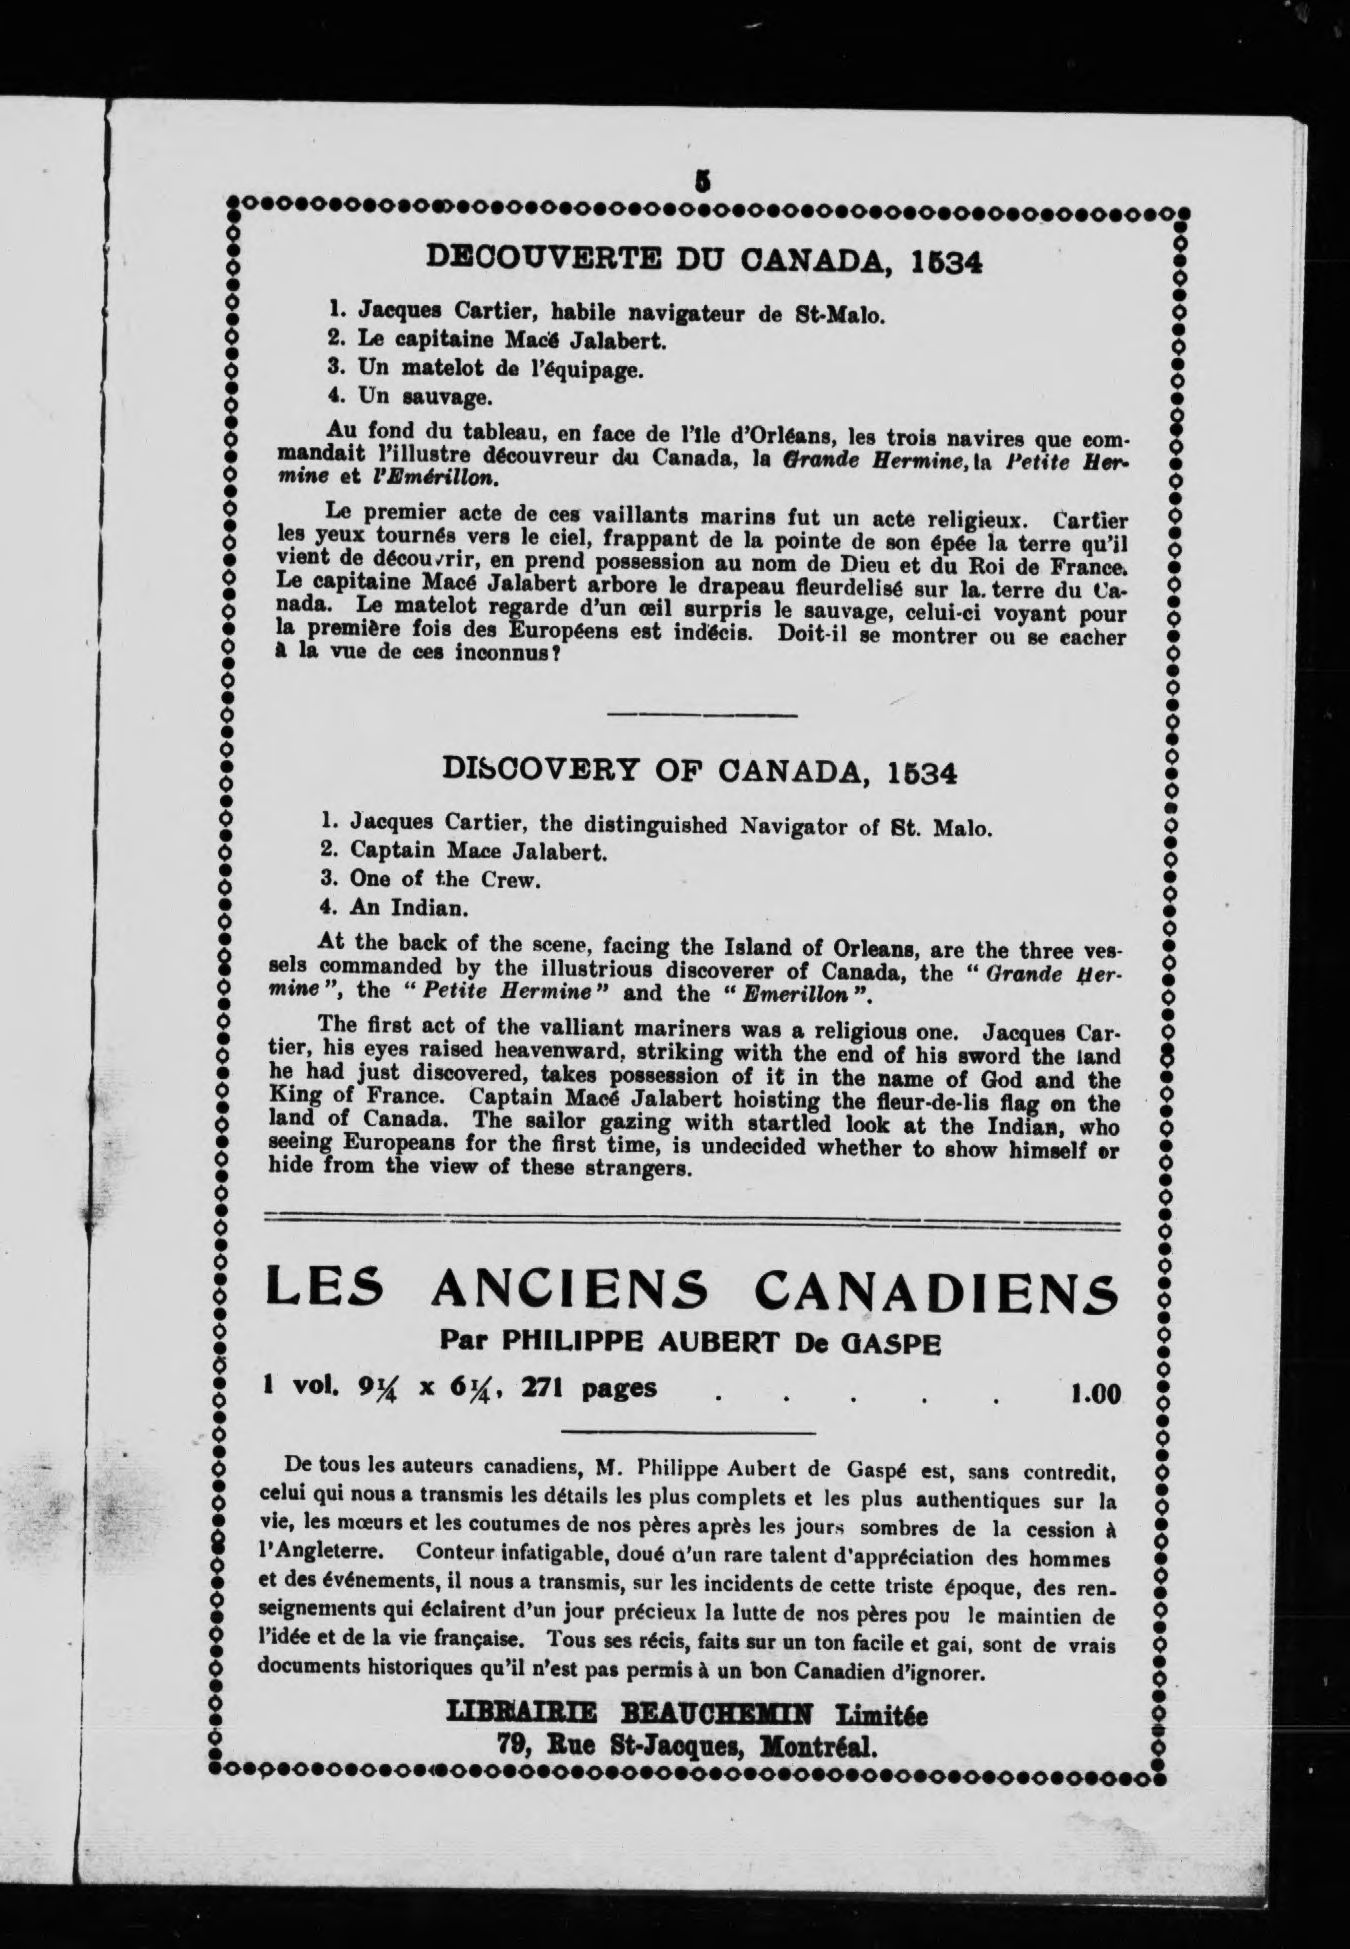 5
DECOUVERTE DU CANADA, 1534
1. Jacques Cartier, habile navigateur de St-Malo.
2. Le capitaine Macé Jalabert.
3. Un matelot de l'équipage.
4. Un sauvage.
Au fond du tableau, en face de l'île d'Orléans, les trois navires que com-
mandait l'illustre découvreur du Canada, la Grande Hermine, la Petite Her-
mine et l'Emérillon.
Le premier acte de ces vaillants marins fut un acte religieux. Cartier
les yeux tournés vers le ciel, frappant de la pointe de son épée la terre qu'il
vient de découvrir, en prend possession au nom de Dieu et du Roi de France.
Le capitaine Macé Jalabert arbore le drapeau fleurdelisé sur la terre du Ca-
nada. Le matelot regarde d'un œil surpris le sauvage, celui-ci voyant pour
la première fois des Européens est indécis. Doit-il se montrer ou se cacher
à la vue de ces inconnus?
DISCOVERY OF CANADA, 1534
1. Jacques Cartier, the distinguished Navigator of St. Malo.
2. Captain Mace Jalabert.
3. One of the Crew.
4. An Indian.
At the back of the scene, facing the Island of Orleans, are the three ves-
sels commanded by the illustrious discoverer of Canada, the " Grande Her-
mine ", the " Petite Hermine " and the " Emerillon ".
The first act of the valliant mariners was a religious one. Jacques Car-
tier, his eyes raised heavenward, striking with the end of his sword the land
he had just discovered, takes possession of it in the name of God and the
King of France. Captain Macé Jalabert hoisting the fleur-de-lis flag on the
land of Canada. The sailor gazing with startled look at the Indian, who
seeing Europeans for the first time, is undecided whether to show himself or
hide from the view of these strangers.
LES ANCIENS CANADIENS
Par PHILIPPE AUBERT De GASPE
1 vol. 9¼ x 6¼, 271 pages . . . . . 1.00
De tous les auteurs canadiens, M. Philippe Aubert de Gaspé est, sans contredit,
celui qui nous a transmis les détails les plus complets et les plus authentiques sur la
vie, les mœurs et les coutumes de nos pères après les jours sombres de la cession à
l'Angleterre. Conteur infatigable, doué d'un rare talent d'appréciation des hommes
et des événements, il nous a transmis, sur les incidents de cette triste époque, des ren-
seignements qui éclairent d'un jour précieux la lutte de nos pères pou le maintien de
l'idée et de la vie française. Tous ses récis, faits sur un ton facile et gai, sont de vrais
documents historiques qu'il n'est pas permis à un bon Canadien d'ignorer.
LIBRAIRIE BEAUCHEMIN Limitée
79, Rue St-Jacques, Montréal.